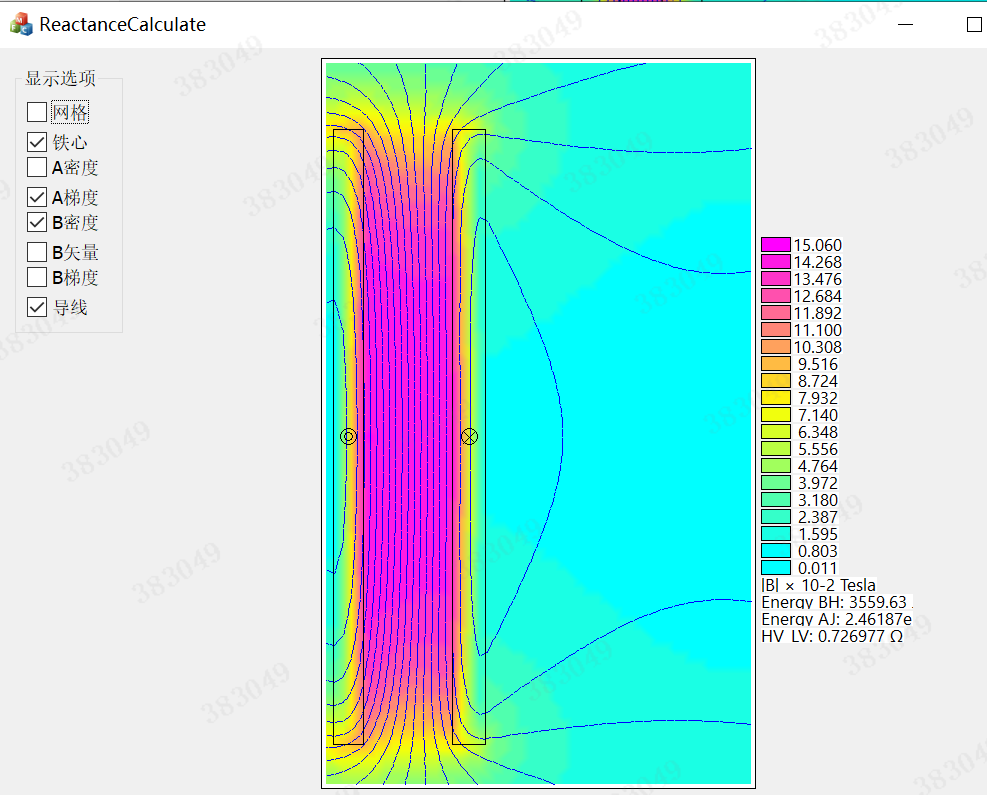 ReactanceCalculate
显示选项
网格
铁心
A密度
A梯度
B密度
B矢量
B梯度
导线
15.060
14.268
13.476
12.684
11.892
11.100
10.308
9.516
8.724
7.932
7.140
6.348
5.556
4.764
3.972
3.180
2.387
1.595
0.803
0.011
|B| × 10-2 Tesla
Energy BH: 3559.63
Energy AJ: 2.46187e
HV LV: 0.726977 Ω
383049